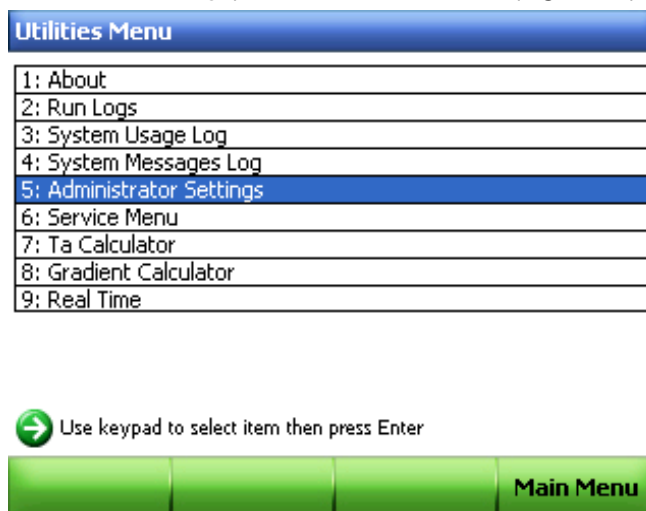 Utilities Menu
1: About
2: Run Logs
3: System Usage Log
4: System Messages Log
5: Administrator Settings
6: Service Menu
7: Ta Calculator
8: Gradient Calculator
9: Real Time
Use keypad to select item then press Enter
Main Menu